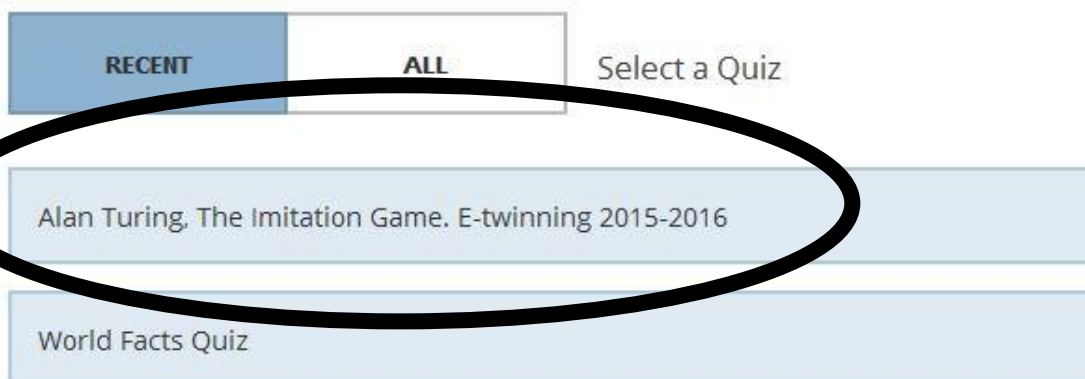 RECENT ALL Select a Quiz
Alan Turing, The Imitation Game. E-twinning 2015-2016
World Facts Quiz